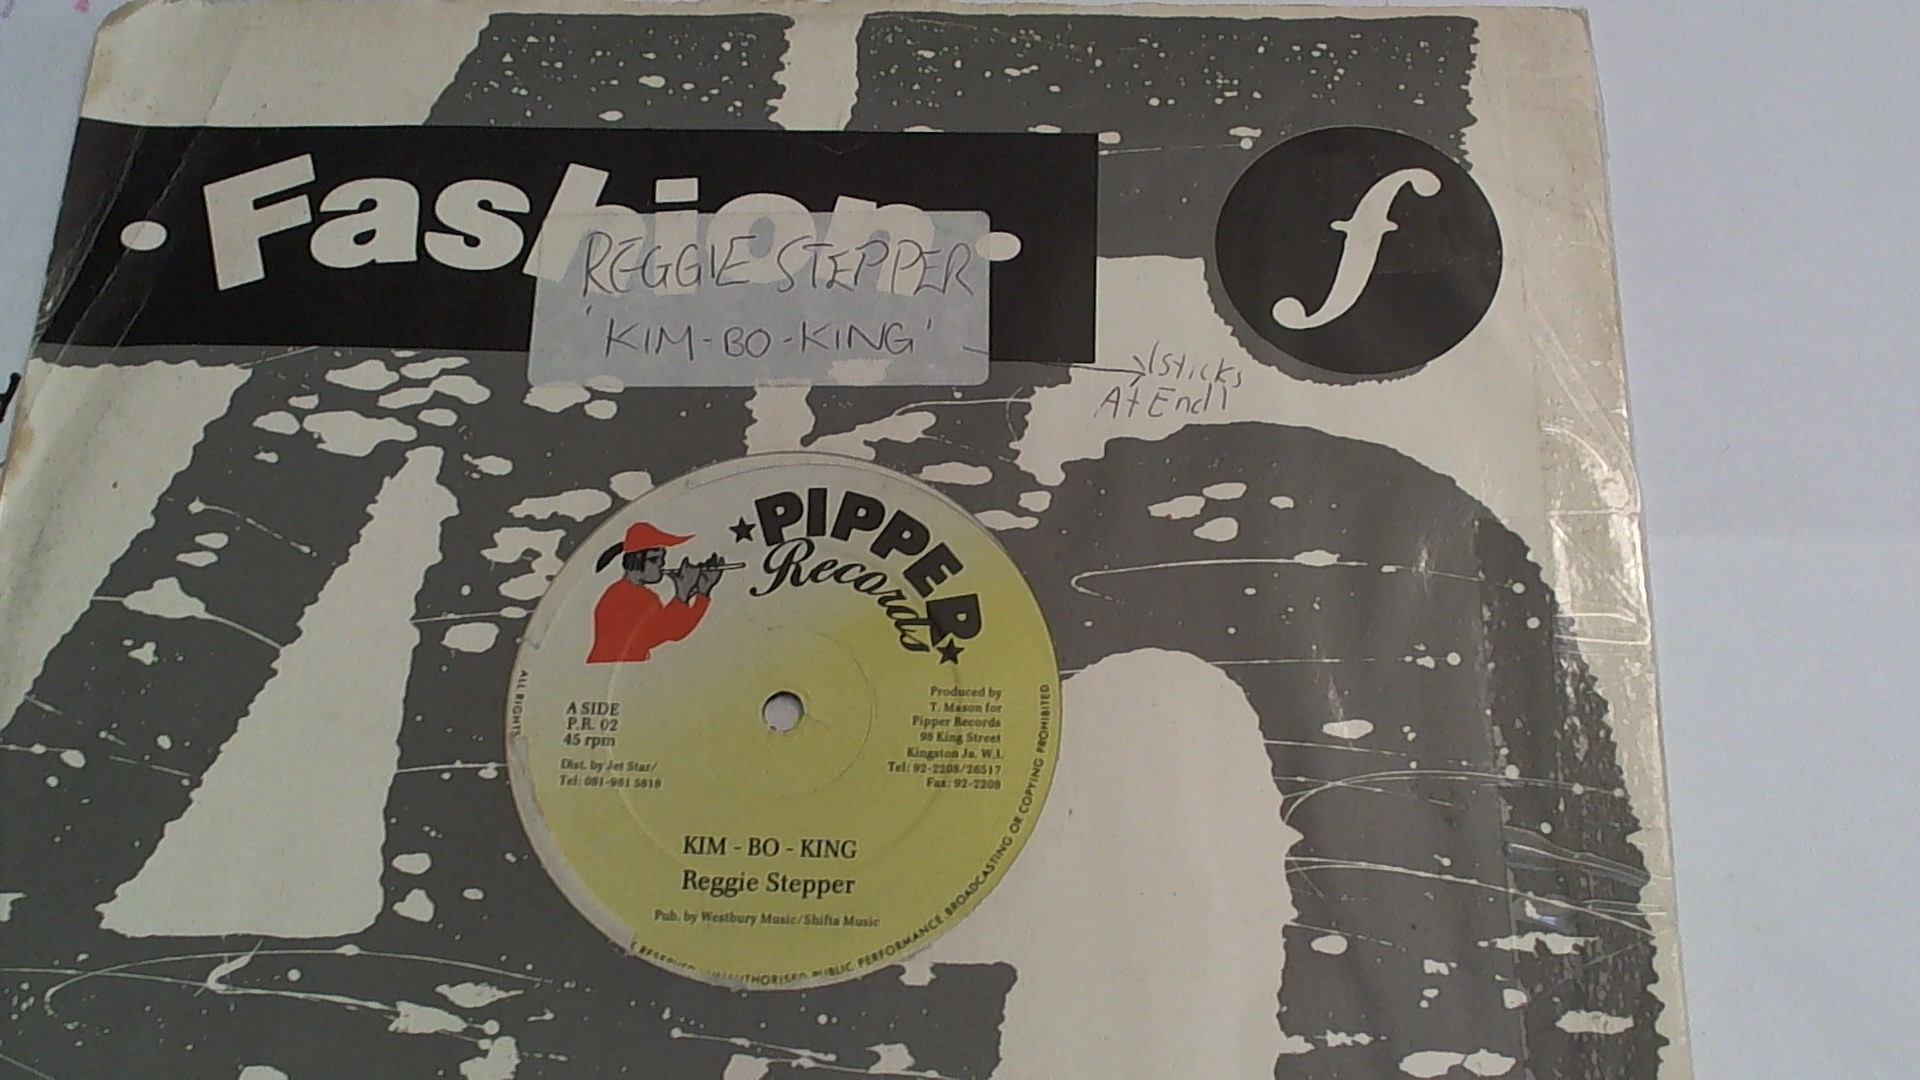 · Fashion ·
f
REGGIE STEPPER
'KIM-BO-KING'
(Sticks
At End)
★PIPPER★
Records
A SIDE
P.R. 02
45 rpm
Dist. by Jet Star/
Tel: 081-961 5818
Produced by
T. Mason for
Pipper Records
98 King Street
Kingston Ja. W.I.
Tel: 92-2208/26517
Fax: 92-2208
KIM - BO - KING
Reggie Stepper
Pub. by Westbury Music/Shifta Music
ALL RIGHTS
RESERVED. UNAUTHORISED PUBLIC PERFORMANCE. BROADCASTING OR COPYING PROHIBITED